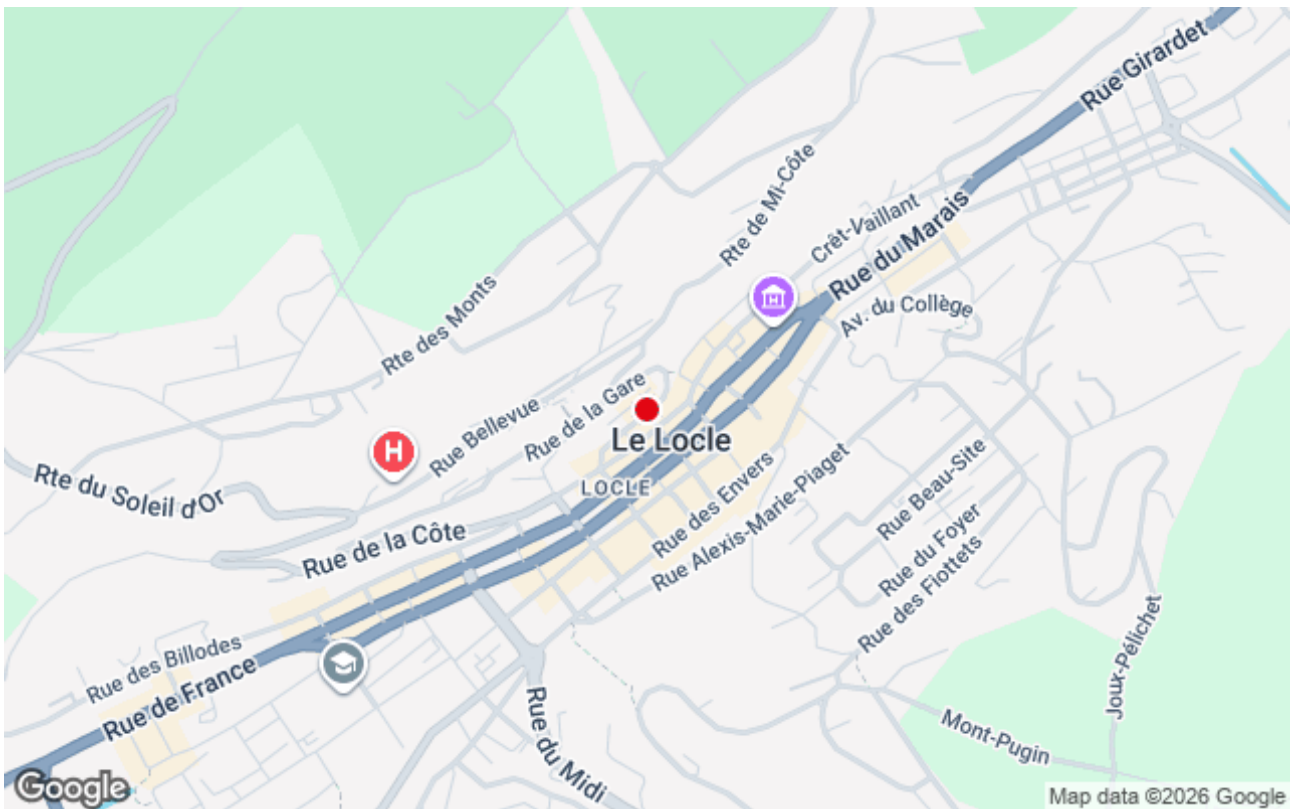 Rue Girardet
Rte de Mi-Côte
Crêt-Vaillant
Rue du Marais
Av. du Collège
Rte des Monts
Rue de la Gare
Rue Bellevue
H
Le Locle
LOCLE
Rte du Soleil d'Or
Rue de la Côte
Rue des Envers
Rue Alexis-Marie-Piaget
Rue Beau-Site
Rue du Foyer
Rue des Fiottets
Rue des Billodes
Rue de France
Rue du Midi
Joux-Pélichet
Mont-Pugin
Google
Map data ©2026 Google